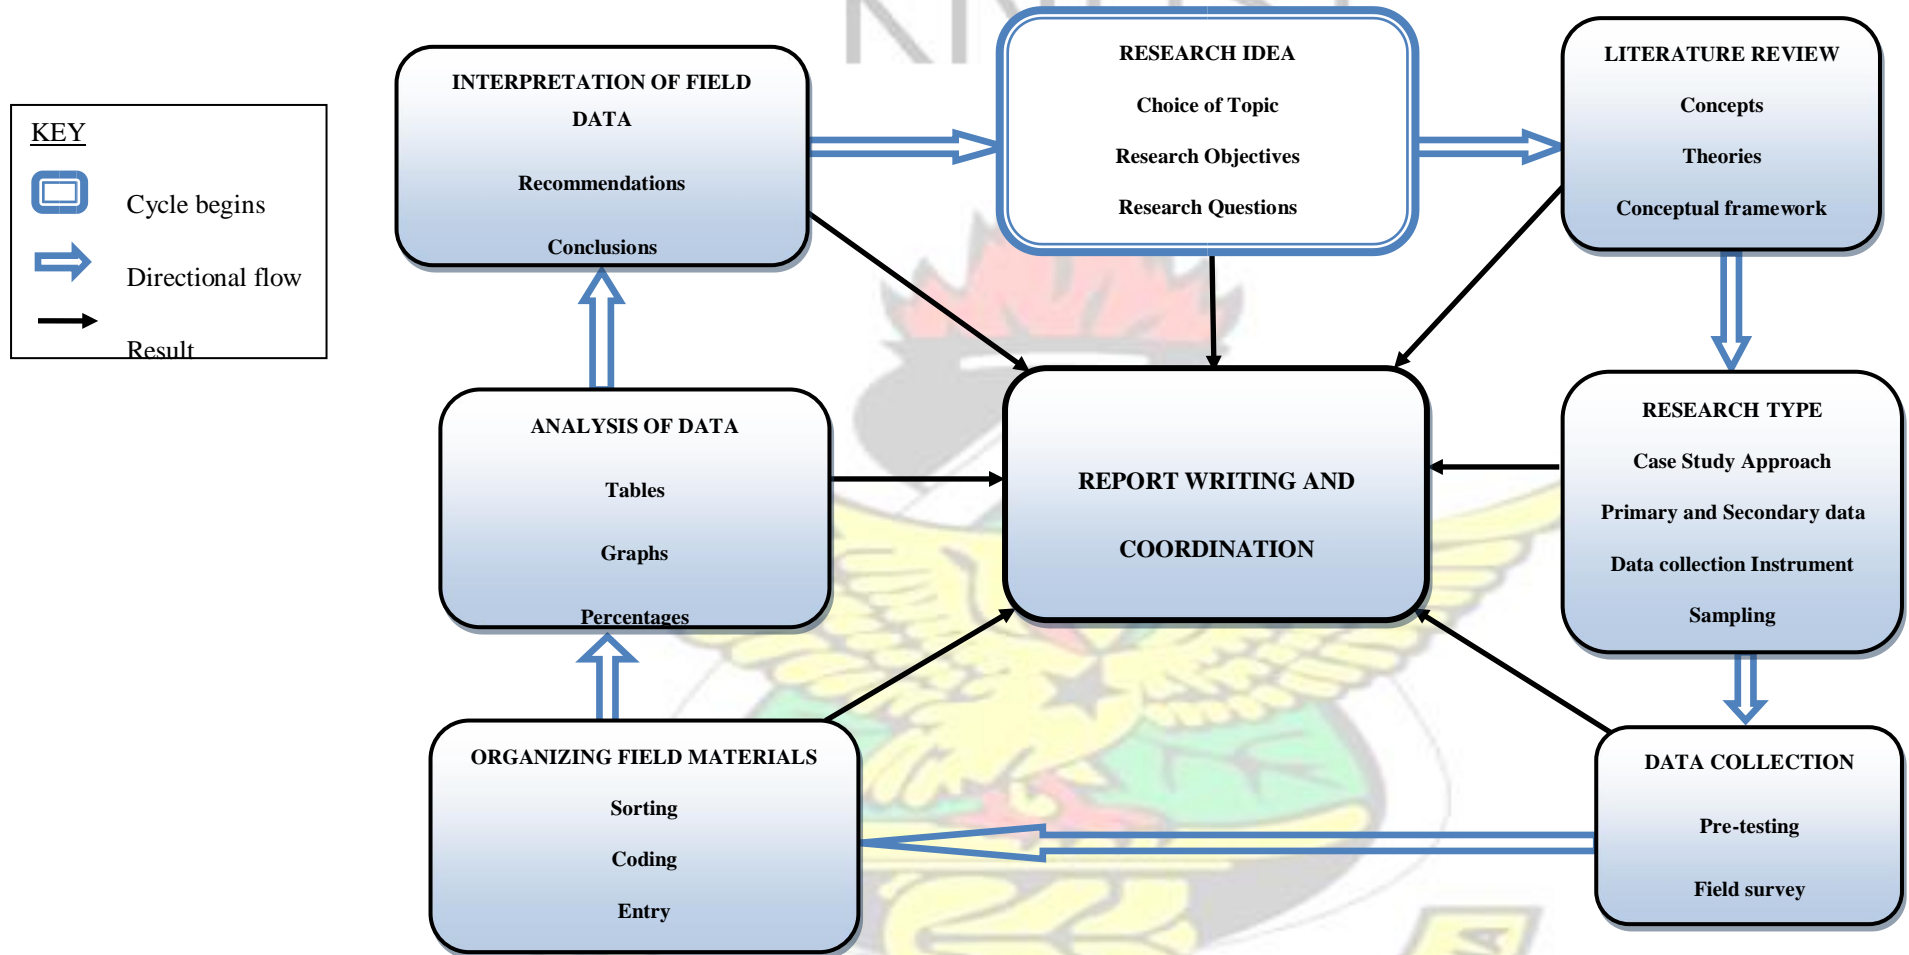 KNUST
KEY
Cycle begins
Directional flow
Result
INTERPRETATION OF FIELD
DATA
Recommendations
Conclusions
RESEARCH IDEA
Choice of Topic
Research Objectives
Research Questions
LITERATURE REVIEW
Concepts
Theories
Conceptual framework
ANALYSIS OF DATA
Tables
Graphs
Percentages
REPORT WRITING AND
COORDINATION
RESEARCH TYPE
Case Study Approach
Primary and Secondary data
Data collection Instrument
Sampling
ORGANIZING FIELD MATERIALS
Sorting
Coding
Entry
DATA COLLECTION
Pre-testing
Field survey